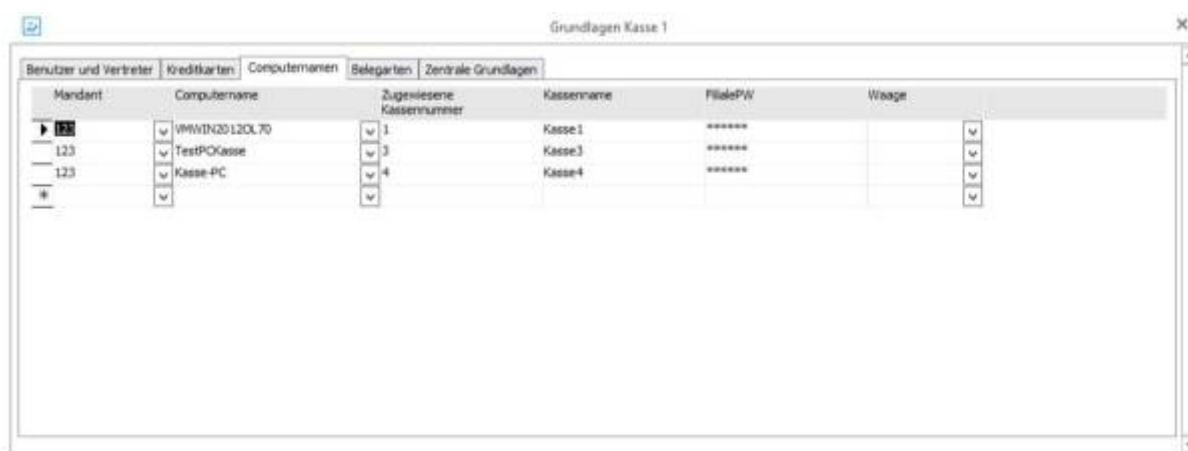 Grundlagen Kasse 1
Benutzer und Vertreter Kreditkarten Computernamen Belegarten Zentrale Grundlagen
Mandant Computername Zugewiesene Kassennummer Kassenname FilialePW Waage
123 VMWIN2012OL70 1 Kasse1 ******
123 TestPCKasse 3 Kasse3 ******
123 Kasse-PC 4 Kasse4 ******
*